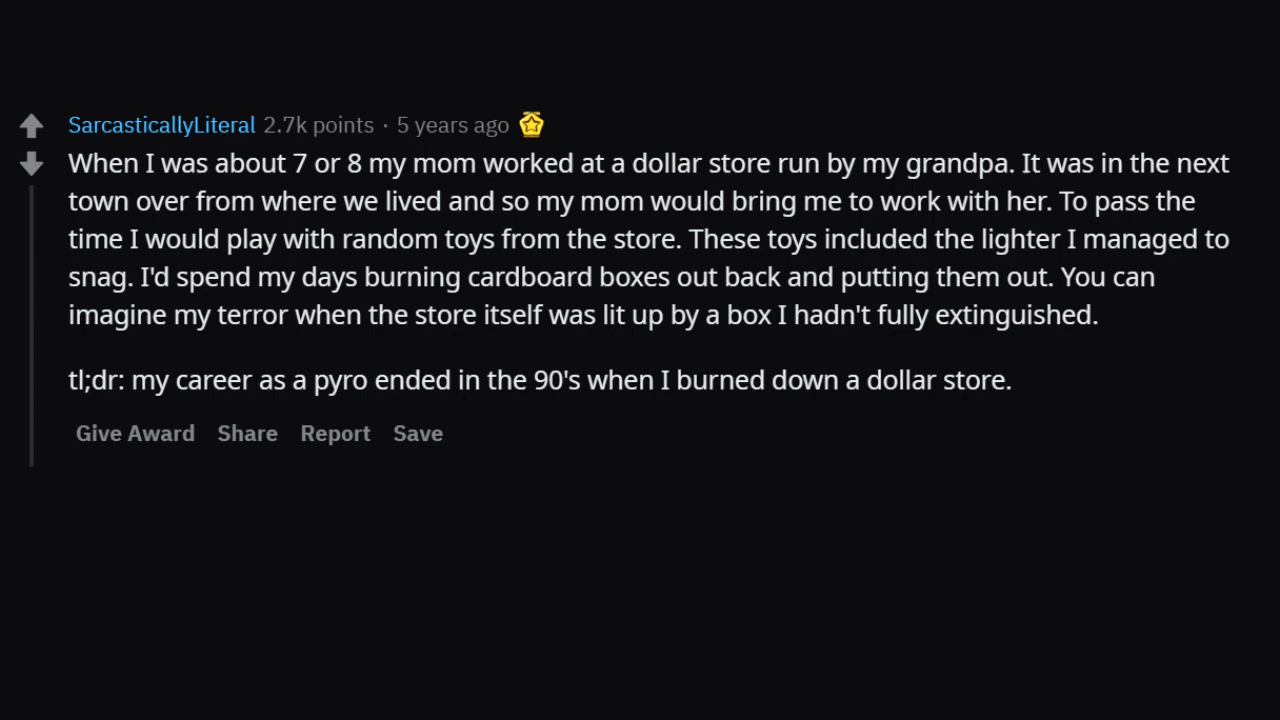 SarcasticallyLiteral 2.7k points · 5 years ago
When I was about 7 or 8 my mom worked at a dollar store run by my grandpa. It was in the next
town over from where we lived and so my mom would bring me to work with her. To pass the
time I would play with random toys from the store. These toys included the lighter I managed to
snag. I'd spend my days burning cardboard boxes out back and putting them out. You can
imagine my terror when the store itself was lit up by a box I hadn't fully extinguished.
tl;dr: my career as a pyro ended in the 90's when I burned down a dollar store.
Give Award Share Report Save